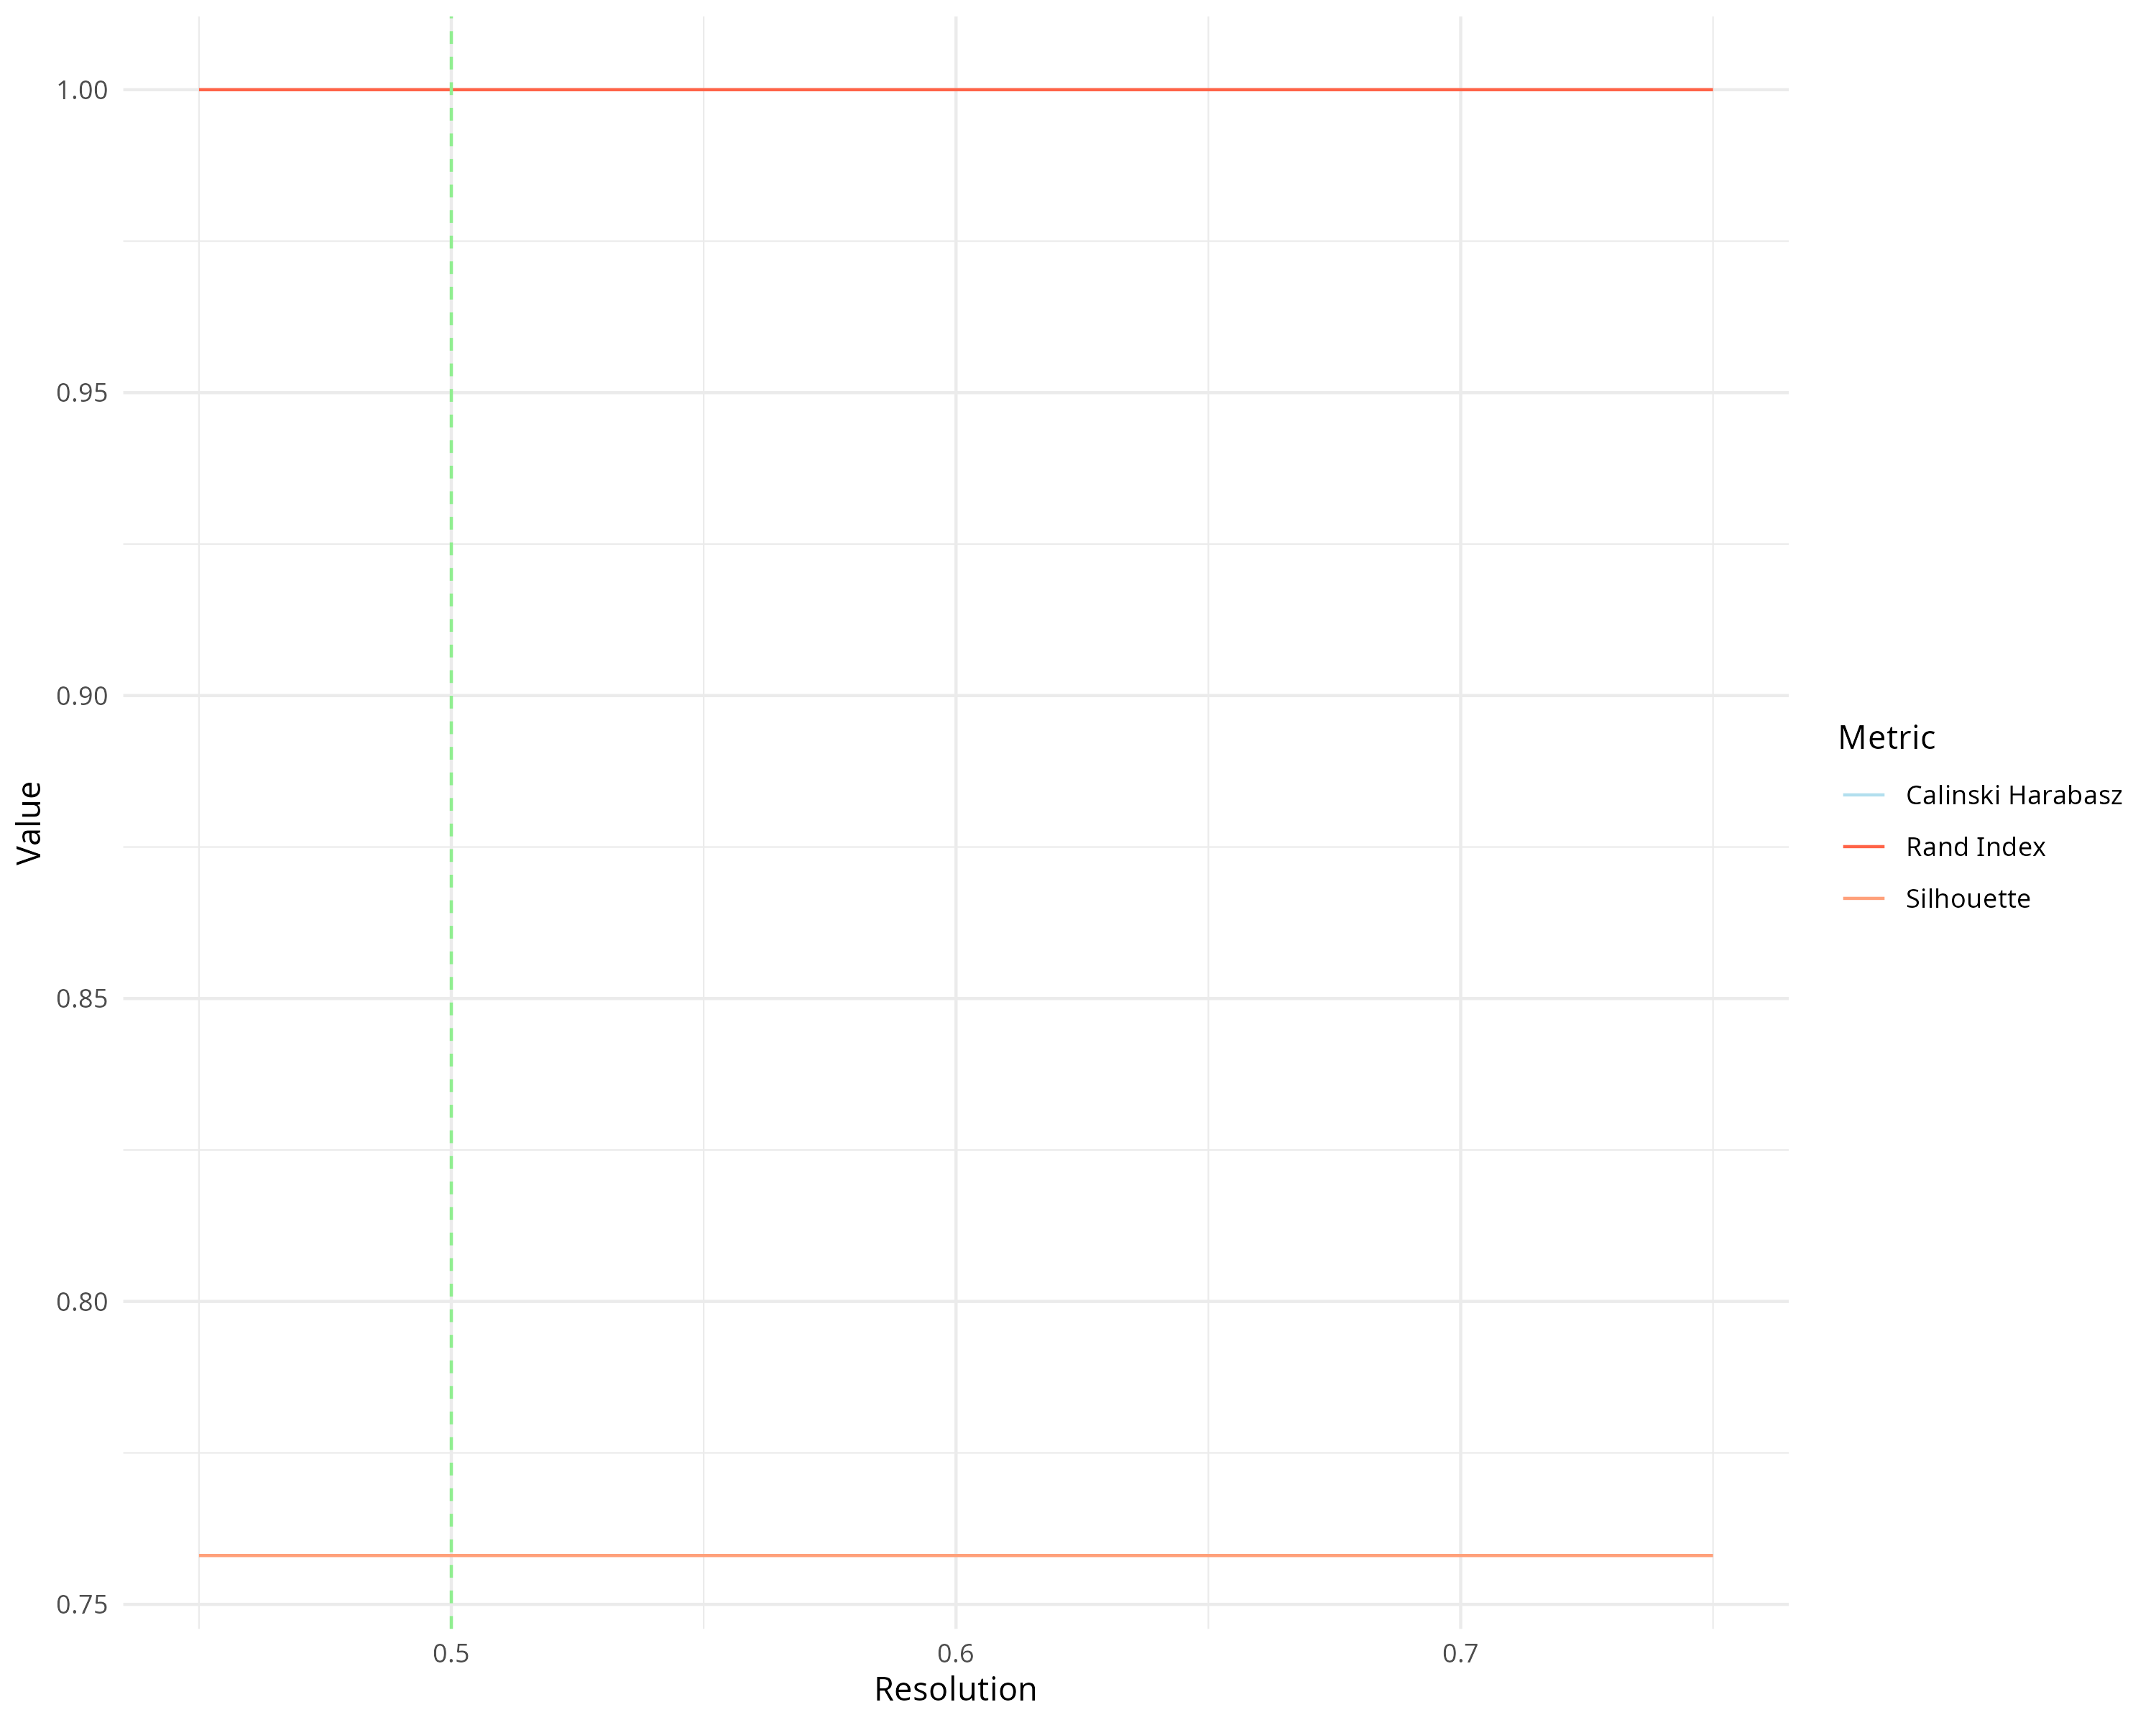 1.00
0.95
0.90
0.85
0.80
0.75
Value
0.5
0.6
0.7
Resolution
Metric
Calinski Harabasz
Rand Index
Silhouette